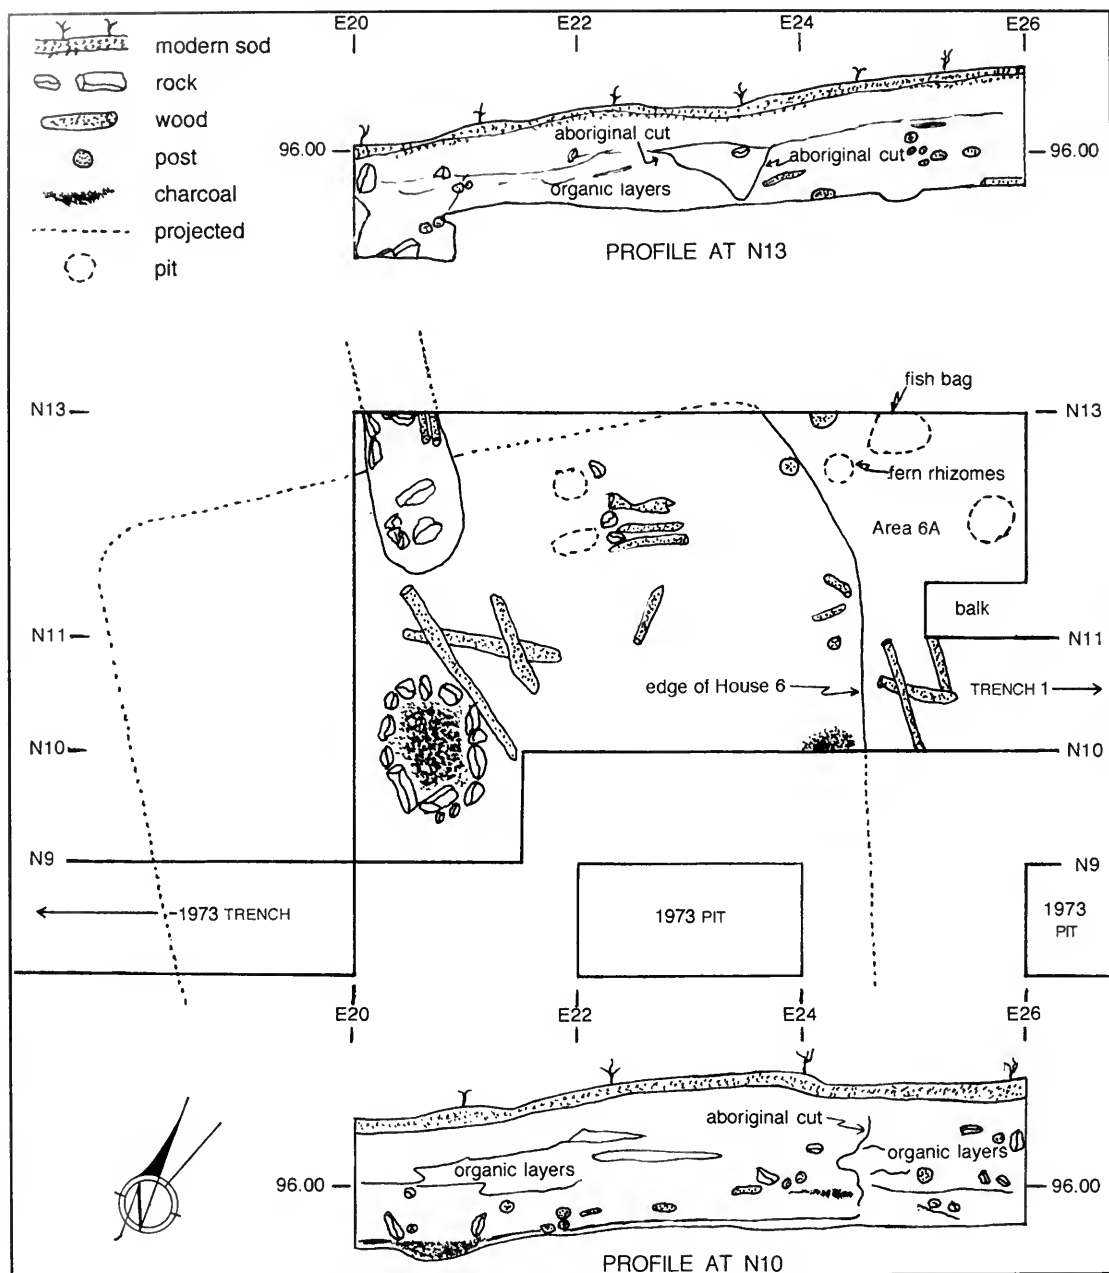 modern sod
rock
wood
post
charcoal
projected
pit
E20 E22 E24 E26
96.00 96.00
aboriginal cut
aboriginal cut
organic layers
PROFILE AT N13
fish bag
N13 N13
fern rhizomes
Area 6A
balk
N11 N11
edge of House 6
TRENCH 1
N10 N10
N9 N9
1973 TRENCH
1973 PIT
1973
PIT
E20 E22 E24 E26
aboriginal cut
organic layers
organic layers
96.00 96.00
PROFILE AT N10